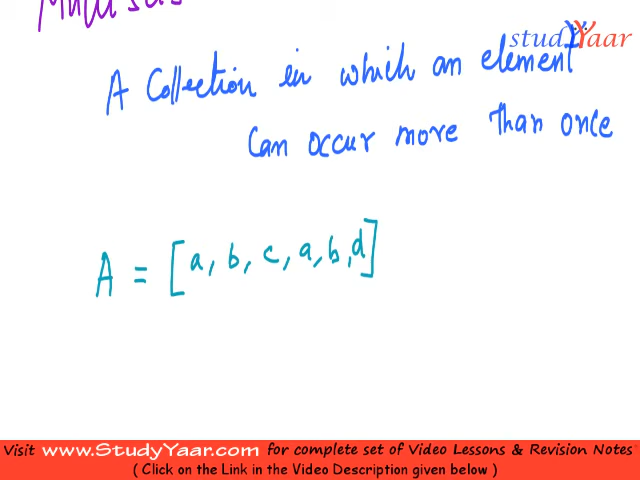 studyYaar
A Collection in which an element
can occur more than once
A = [a, b, c, a, b, d]
Visit www.StudyYaar.com for complete set of Video Lessons & Revision Notes
( Click on the Link in the Video Description given below )